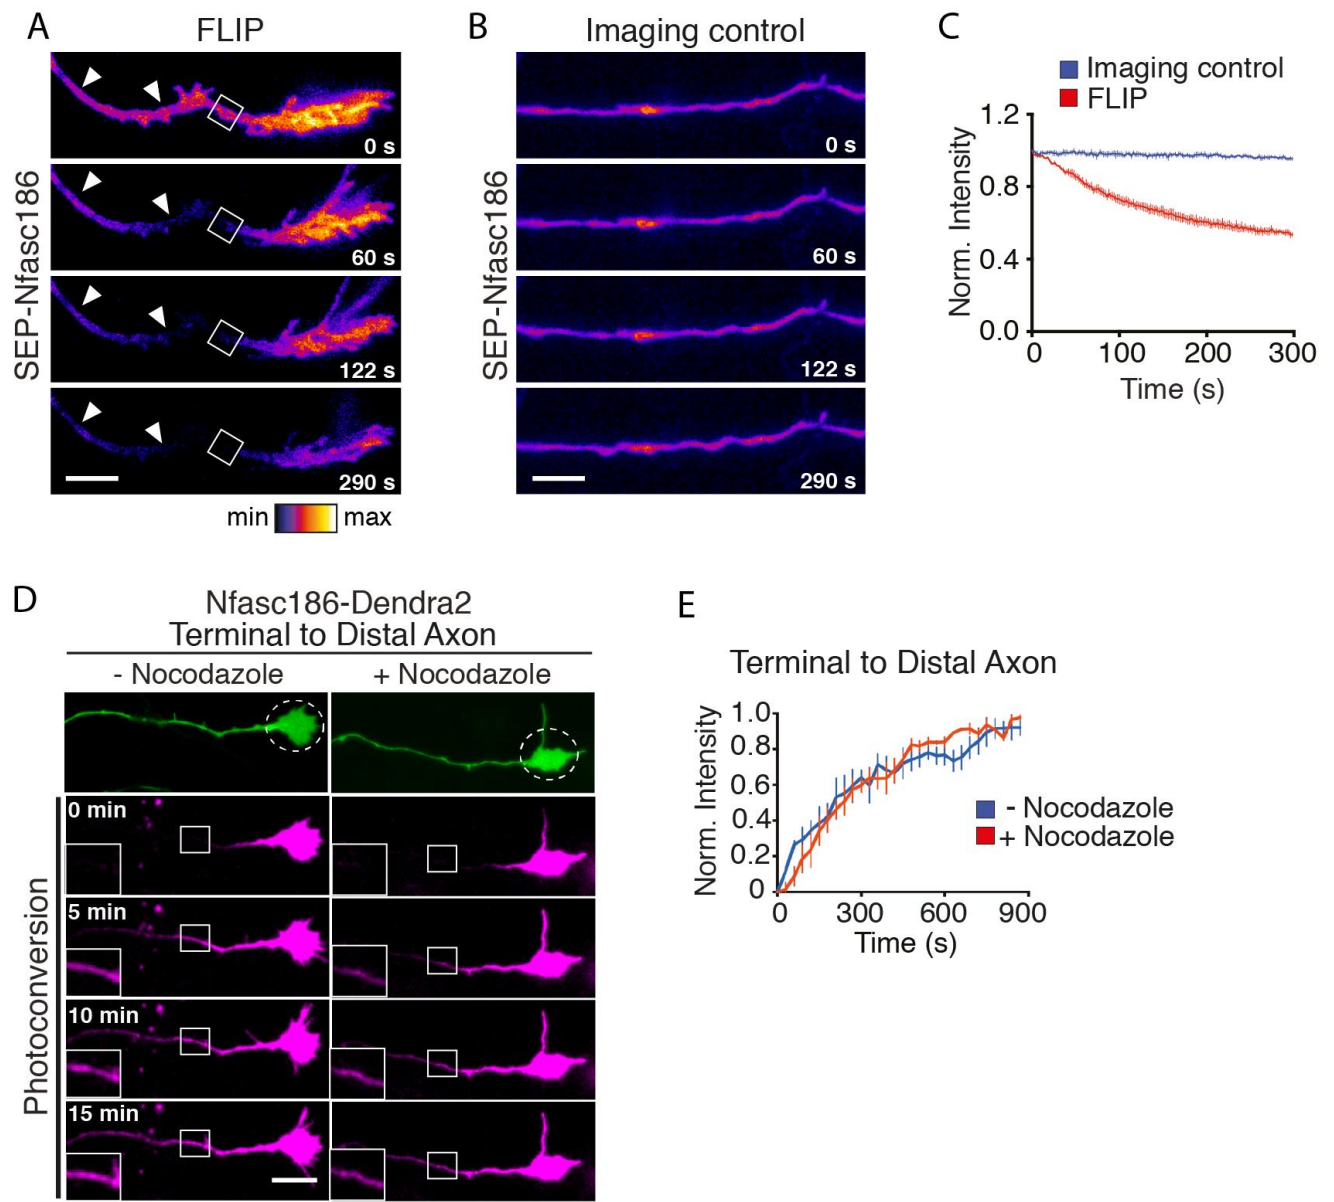 A
FLIP
SEP-Nfasc186
0 s
60 s
122 s
290 s
min max
B
Imaging control
SEP-Nfasc186
0 s
60 s
122 s
290 s
C
Imaging control
FLIP
Norm. Intensity
1.2
0.8
0.4
0.0
0 100 200 300
Time (s)
D
Nfasc186-Dendra2
Terminal to Distal Axon
- Nocodazole + Nocodazole
Photoconversion
0 min
5 min
10 min
15 min
E
Terminal to Distal Axon
Norm. Intensity
1.0
0.8
0.6
0.4
0.2
0
0 300 600 900
Time (s)
- Nocodazole
+ Nocodazole